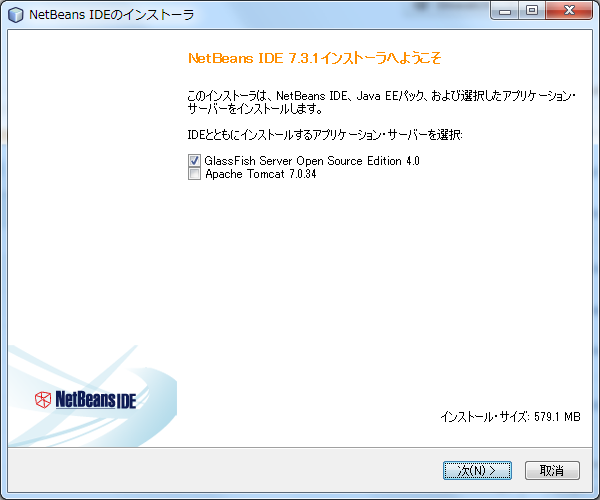 NetBeans IDEのインストーラ
NetBeans IDE 7.3.1インストーラへようこそ
このインストーラは、NetBeans IDE、Java EEパック、および選択したアプリケーション・
サーバーをインストールします。
IDEとともにインストールするアプリケーション・サーバーを選択:
GlassFish Server Open Source Edition 4.0
Apache Tomcat 7.0.34
NetBeans IDE
インストール・サイズ: 579.1 MB
次(N) >
取消